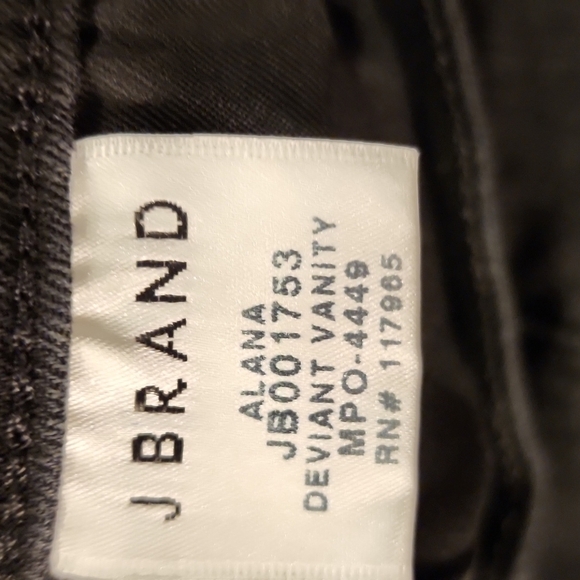 J BRAND
ALANA
JB001753
DEVIANT VANITY
MPO-4449
RN# 117965